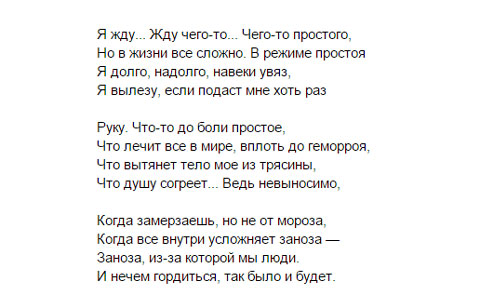 Я жду... Жду чего-то... Чего-то простого,
Но в жизни все сложно. В режиме простоя
Я долго, надолго, навеки увяз,
Я вылезу, если подаст мне хоть раз
Руку. Что-то до боли простое,
Что лечит все в мире, вплоть до геморроя,
Что вытянет тело мое из трясины,
Что душу согреет... Ведь невыносимо,
Когда замерзаешь, но не от мороза,
Когда все внутри усложняет заноза —
Заноза, из-за которой мы люди.
И нечем гордиться, так было и будет.